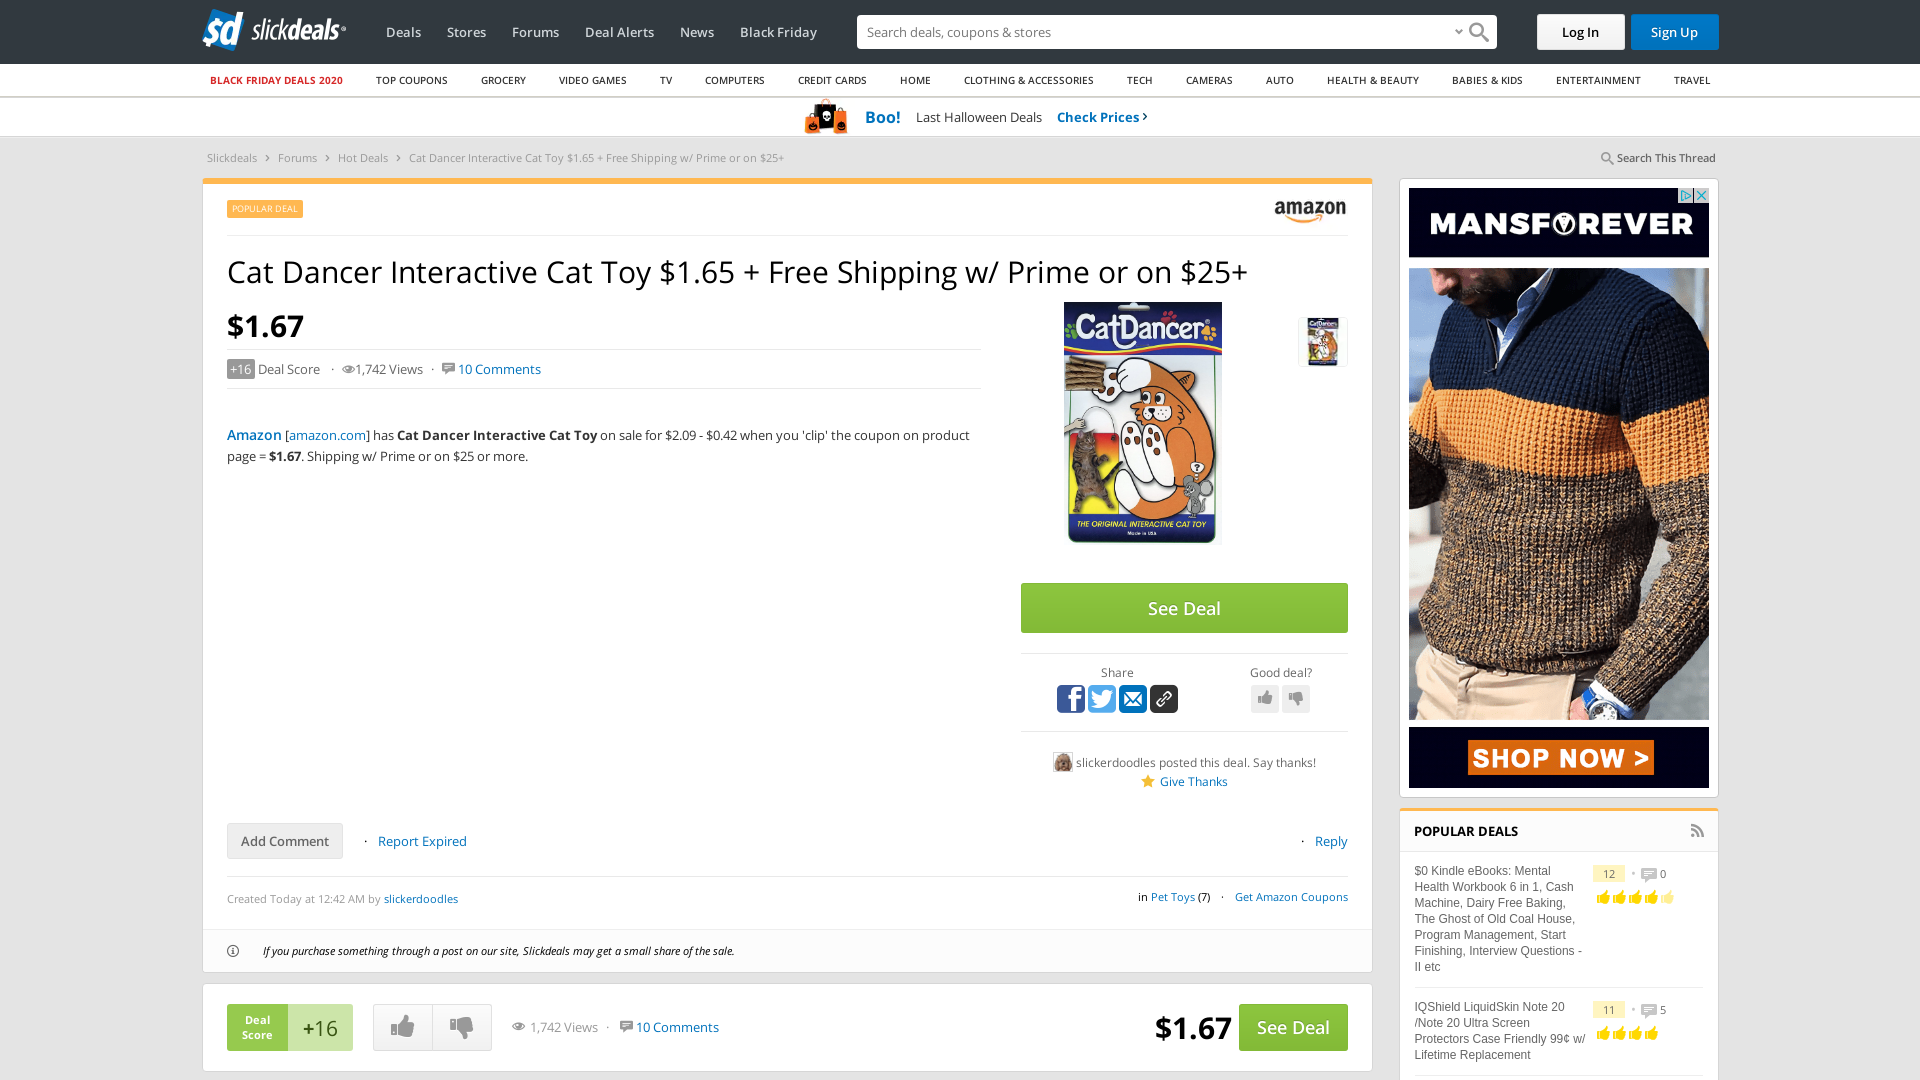 sd slickdeals
Deals Stores Forums Deal Alerts News Black Friday
Search deals, coupons & stores
Log In Sign Up
BLACK FRIDAY DEALS 2020 TOP COUPONS GROCERY VIDEO GAMES TV COMPUTERS CREDIT CARDS HOME CLOTHING & ACCESSORIES TECH CAMERAS AUTO HEALTH & BEAUTY BABIES & KIDS ENTERTAINMENT TRAVEL
Boo! Last Halloween Deals Check Prices ›
Slickdeals › Forums › Hot Deals › Cat Dancer Interactive Cat Toy $1.65 + Free Shipping w/ Prime or on $25+
Search This Thread
POPULAR DEAL
amazon
Cat Dancer Interactive Cat Toy $1.65 + Free Shipping w/ Prime or on $25+
$1.67
+16 Deal Score · 1,742 Views · 10 Comments
Amazon [amazon.com] has Cat Dancer Interactive Cat Toy on sale for $2.09 - $0.42 when you 'clip' the coupon on product
page = $1.67. Shipping w/ Prime or on $25 or more.
CatDancer®
?
THE ORIGINAL INTERACTIVE CAT TOY
Made in USA
CatDancer
See Deal
Share Good deal?
slickerdoodles posted this deal. Say thanks!
Give Thanks
Add Comment · Report Expired · Reply
Created Today at 12:42 AM by slickerdoodles
in Pet Toys (7) · Get Amazon Coupons
If you purchase something through a post on our site, Slickdeals may get a small share of the sale.
Deal
Score
+16
1,742 Views · 10 Comments
$1.67 See Deal
MANSFOREVER
SHOP NOW >
POPULAR DEALS
$0 Kindle eBooks: Mental
Health Workbook 6 in 1, Cash
Machine, Dairy Free Baking,
The Ghost of Old Coal House,
Program Management, Start
Finishing, Interview Questions -
II etc
12 • 0
IQShield LiquidSkin Note 20
/Note 20 Ultra Screen
Protectors Case Friendly 99¢ w/
Lifetime Replacement
11 • 5